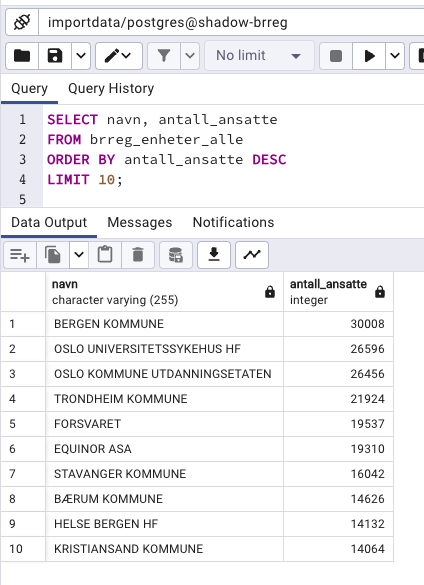 importdata/postgres@shadow-brreg
No limit
Query Query History
1 SELECT navn, antall_ansatte
2 FROM brreg_enheter_alle
3 ORDER BY antall_ansatte DESC
4 LIMIT 10;
5
Data Output Messages Notifications
navn antall_ansatte
character varying (255) integer
1 BERGEN KOMMUNE 30008
2 OSLO UNIVERSITETSSYKEHUS HF 26596
3 OSLO KOMMUNE UTDANNINGSETATEN 26456
4 TRONDHEIM KOMMUNE 21924
5 FORSVARET 19537
6 EQUINOR ASA 19310
7 STAVANGER KOMMUNE 16042
8 BÆRUM KOMMUNE 14626
9 HELSE BERGEN HF 14132
10 KRISTIANSAND KOMMUNE 14064